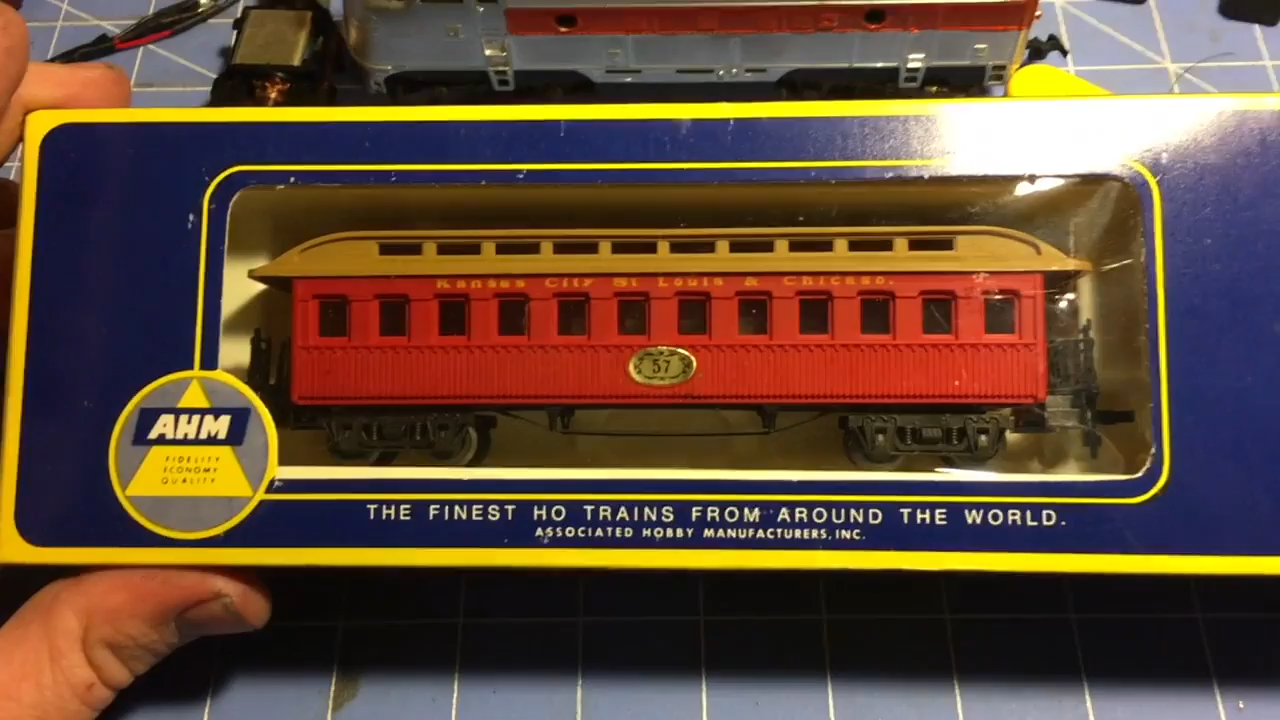 Kansas City St Louis & Chicago.
57
AHM
FIDELITY
ECONOMY
QUALITY
THE FINEST HO TRAINS FROM AROUND THE WORLD.
ASSOCIATED HOBBY MANUFACTURERS, INC.